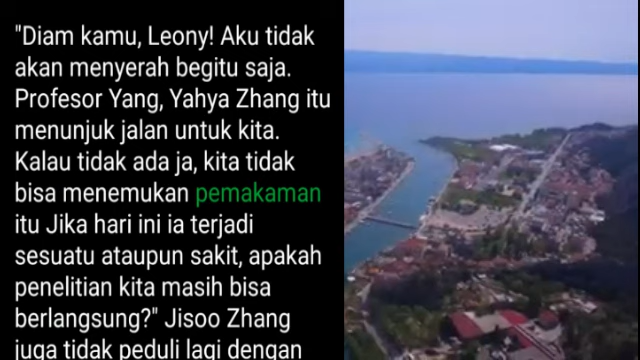 "Diam kamu, Leony! Aku tidak
akan menyerah begitu saja.
Profesor Yang, Yahya Zhang itu
menunjuk jalan untuk kita.
Kalau tidak ada ja, kita tidak
bisa menemukan pemakaman
itu Jika hari ini ia terjadi
sesuatu ataupun sakit, apakah
penelitian kita masih bisa
berlangsung?" Jisoo Zhang
juga tidak peduli lagi dengan